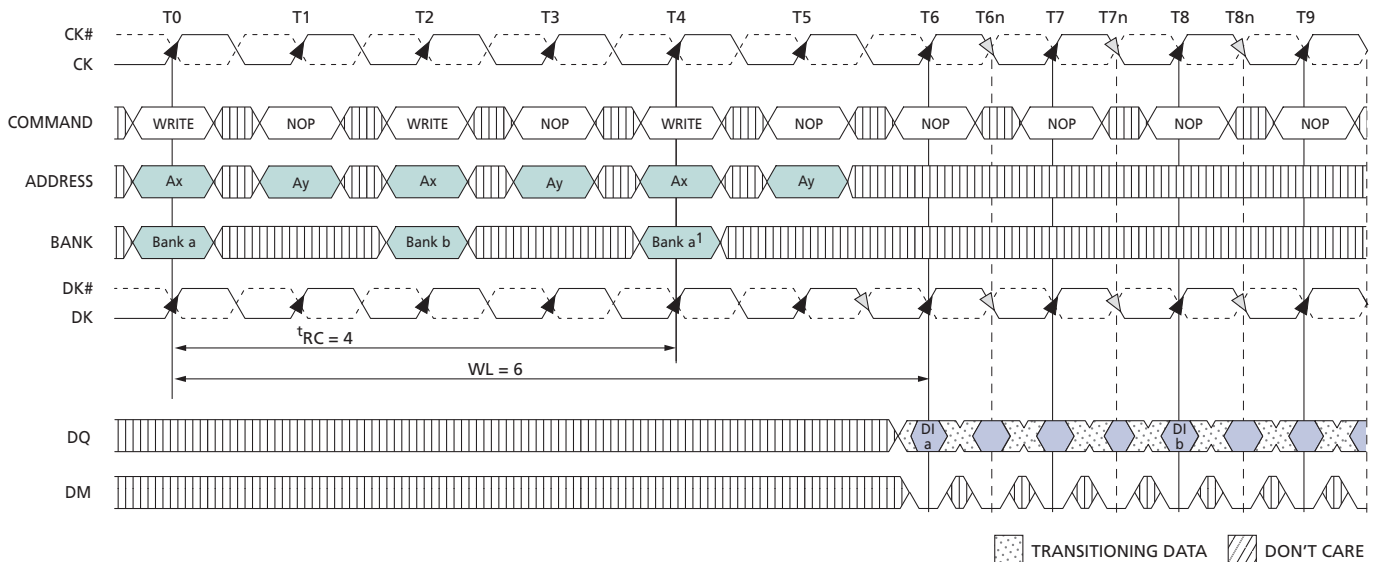 T0 T1 T2 T3 T4 T5 T6 T6n T7 T7n T8 T8n T9
CK#
CK
COMMAND WRITE NOP WRITE NOP WRITE NOP NOP NOP NOP NOP
ADDRESS Ax Ay Ax Ay Ax Ay
BANK Bank a Bank b Bank a¹
DK#
DK
tRC = 4
WL = 6
DQ DI a DI b
DM
TRANSITIONING DATA DON'T CARE